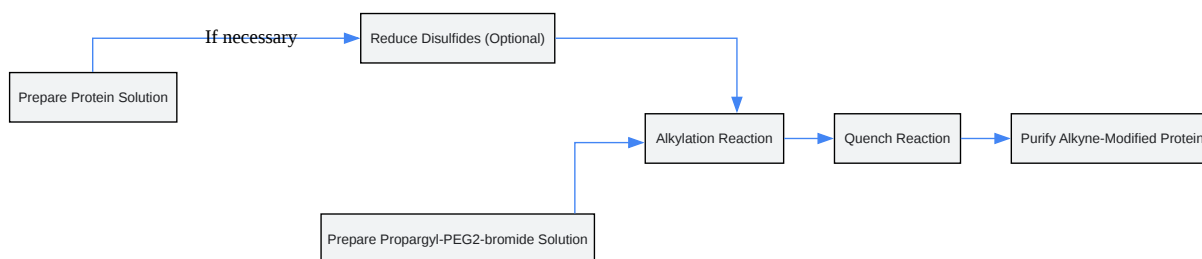 If necessary
Reduce Disulfides (Optional)
Prepare Protein Solution
Alkylation Reaction
Quench Reaction
Purify Alkyne-Modified Protein
Prepare Propargyl-PEG2-bromide Solution